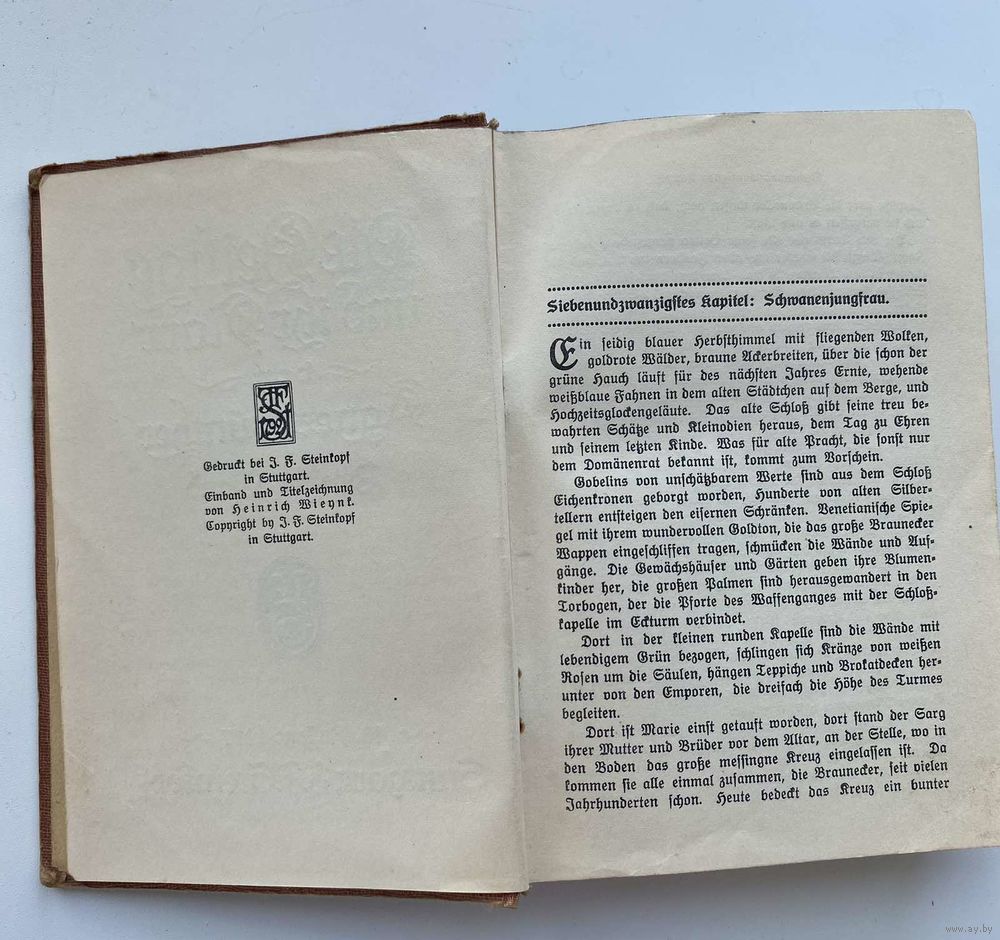 Gedruckt bei J. F. Steinkopf
in Stuttgart.
Einband und Titelzeichnung
von Heinrich Wieynk.
Copyright by J. F. Steinkopf
in Stuttgart.
Siebenundzwanzigstes Kapitel: Schwanenjungfrau.
Ein seidig blauer Herbsthimmel mit fliegenden Wolken,
goldrote Wälder, braune Ackerbreiten, über die schon der
grüne Hauch läuft für des nächsten Jahres Ernte, wehende
weißblaue Fahnen in dem alten Städtchen auf dem Berge, und
Hochzeitsglockengeläute. Das alte Schloß gibt seine treu be-
wahrten Schätze und Kleinodien heraus, dem Tag zu Ehren
und seinem letzten Kinde. Was für alte Pracht, die sonst nur
dem Domänenrat bekannt ist, kommt zum Vorschein.
Gobelins von unschätzbarem Werte sind aus dem Schloß
Eichenkronen geborgt worden, Hunderte von alten Silber-
tellern entsteigen den eisernen Schränken. Venetianische Spie-
gel mit ihrem wundervollen Goldton, die das große Braunecker
Wappen eingeschliffen tragen, schmücken die Wände und Auf-
gänge. Die Gewächshäuser und Gärten geben ihre Blumen-
kinder her, die großen Palmen sind herausgewandert in den
Torbogen, der die Pforte des Waffenganges mit der Schloß-
kapelle im Eckturm verbindet.
Dort in der kleinen runden Kapelle sind die Wände mit
lebendigem Grün bezogen, schlingen sich Kränze von weißen
Rosen um die Säulen, hängen Teppiche und Brokatdecken her-
unter von den Emporen, die dreifach die Höhe des Turmes
begleiten.
Dort ist Marie einst getauft worden, dort stand der Sarg
ihrer Mutter und Brüder vor dem Altar, an der Stelle, wo in
den Boden das große messingne Kreuz eingelassen ist. Da
kommen sie alle einmal zusammen, die Braunecker, seit vielen
Jahrhunderten schon. Heute bedeckt das Kreuz ein bunter
www.ay.by